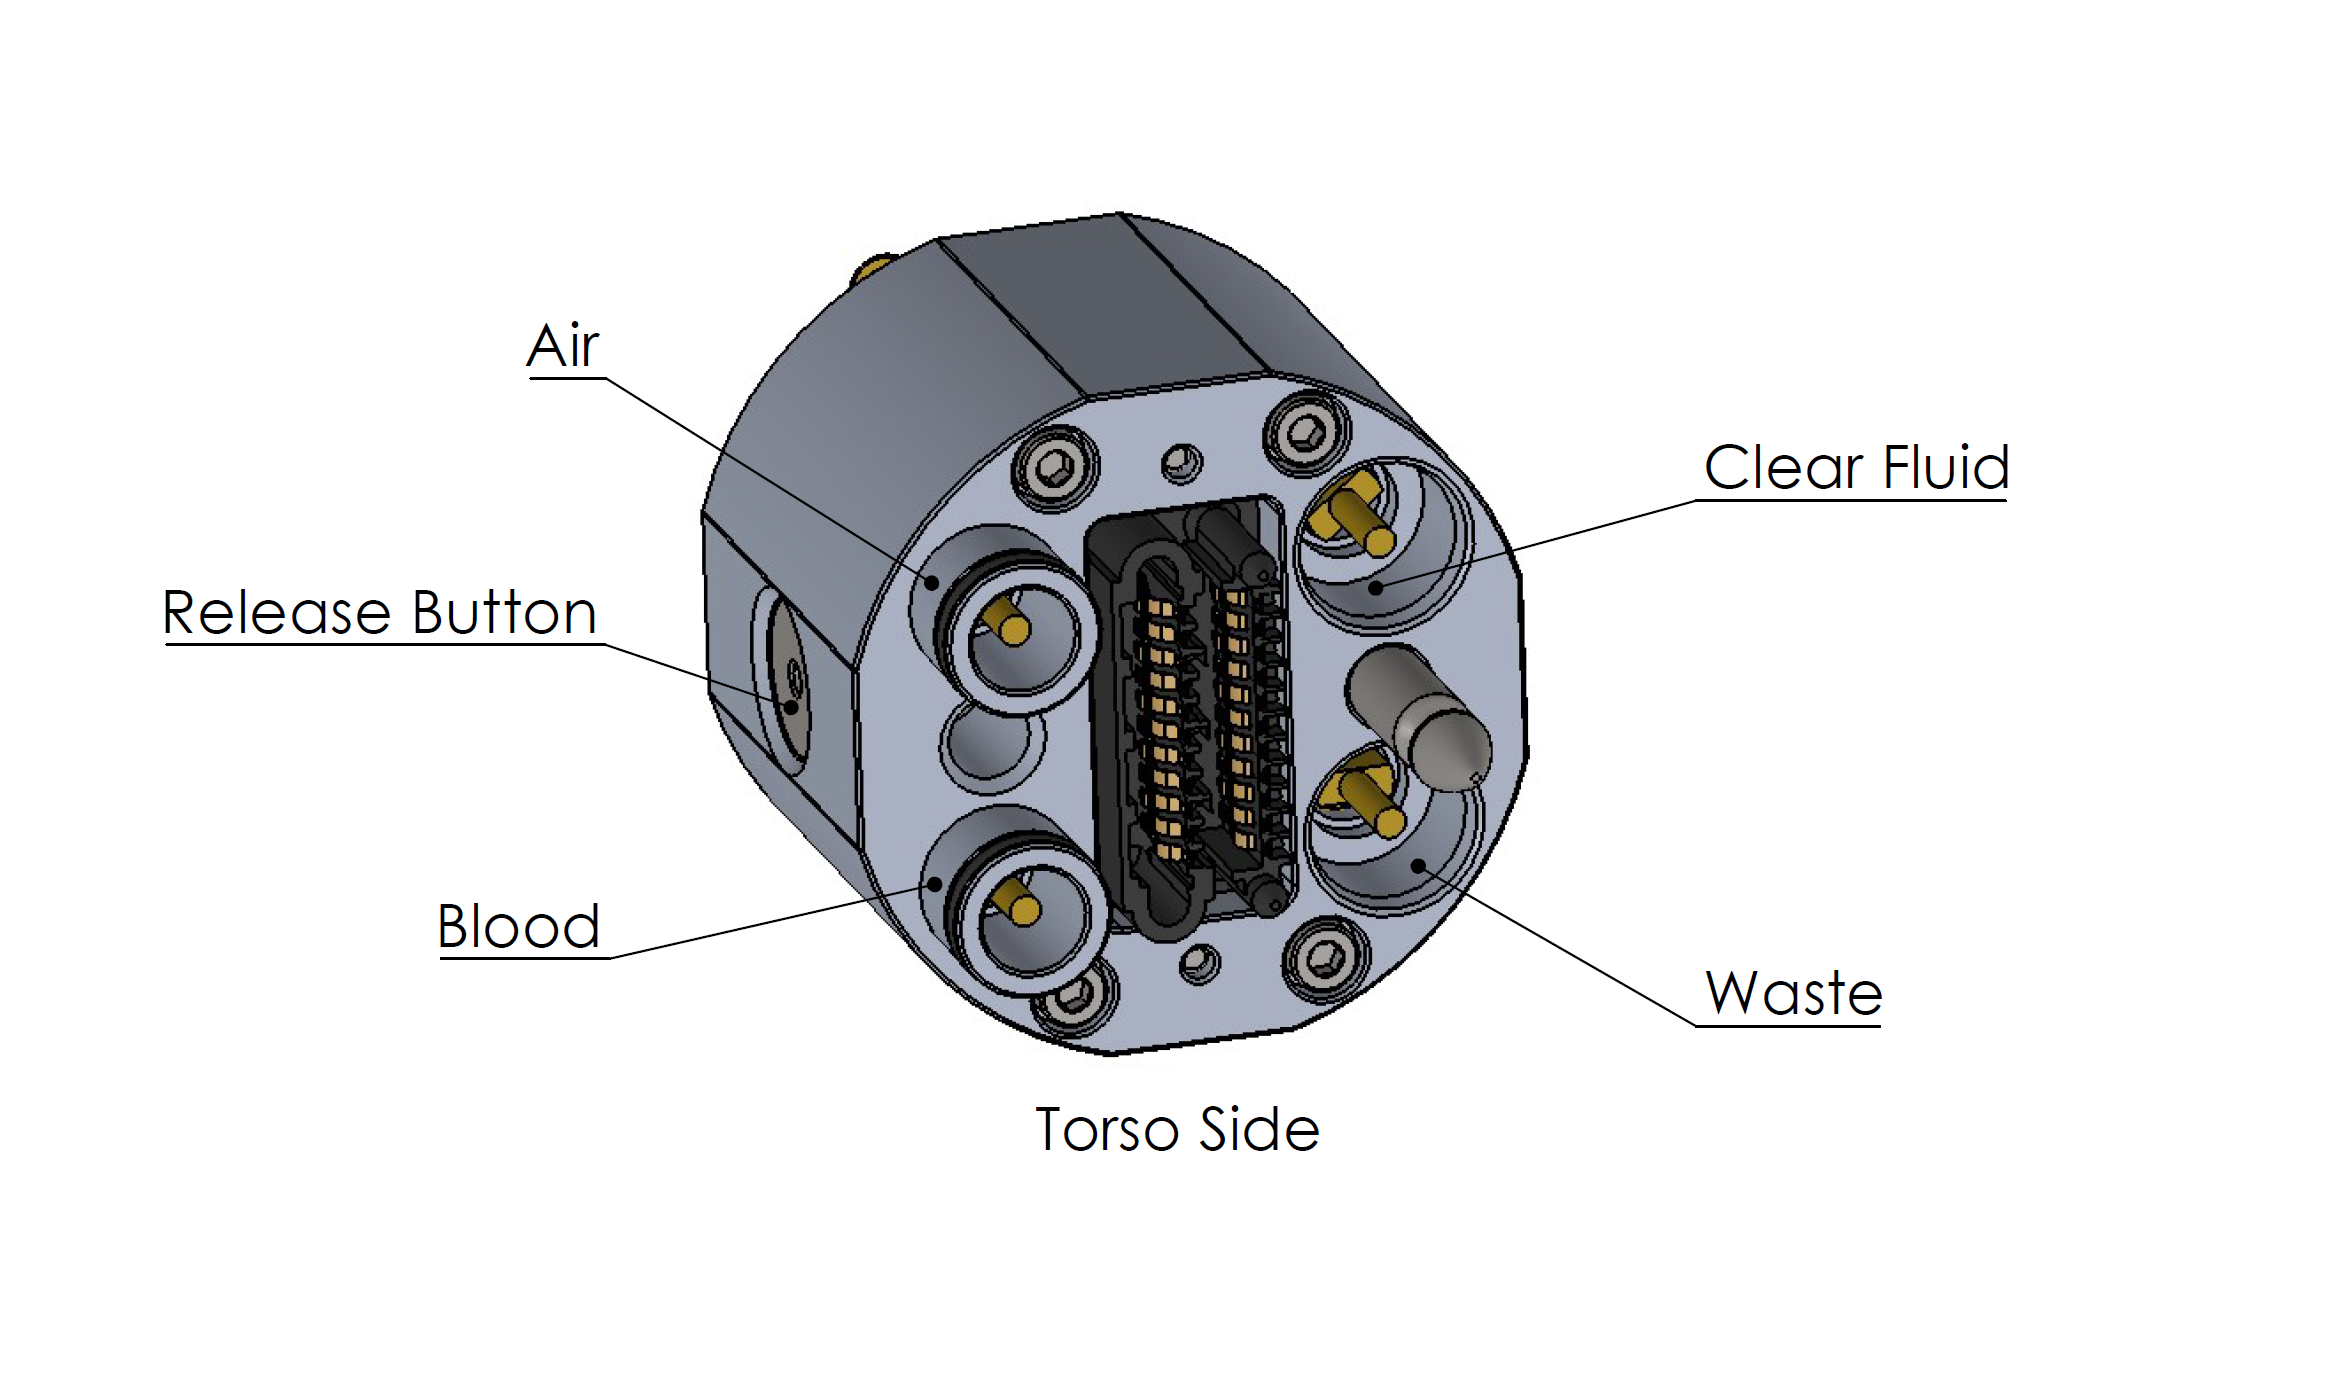 Air
Clear Fluid
Release Button
Blood
Waste
Torso Side